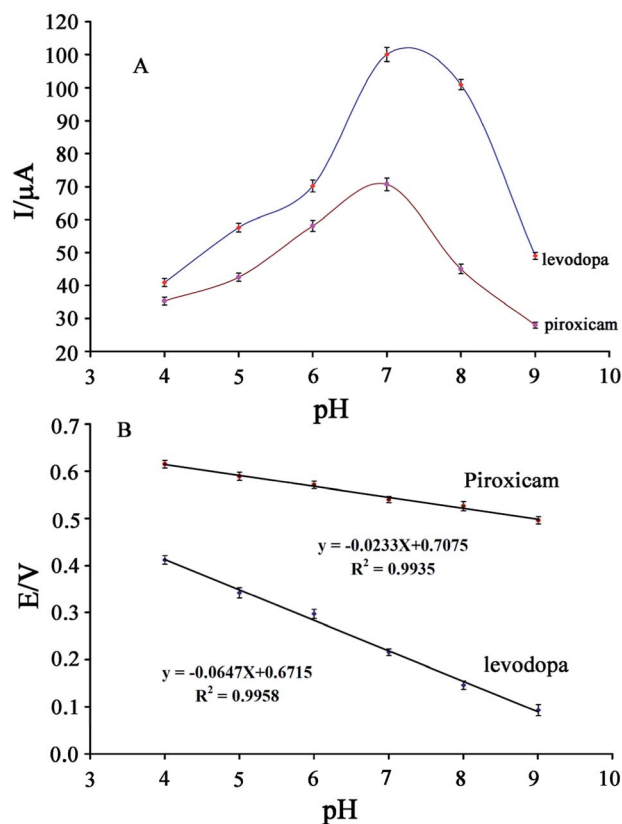 A
120
100
100
90
80
70
60
50
40
30
20
I/µA
levodopa
piroxicam
3 4 5 6 7 8 9 10
pH
B
0.7
0.6
0.5
0.4
0.3
0.2
0.1
0.0
E/V
Piroxicam
y = -0.0233X+0.7075
R² = 0.9935
levodopa
y = -0.0647X+0.6715
R² = 0.9958
3 4 5 6 7 8 9 10
pH